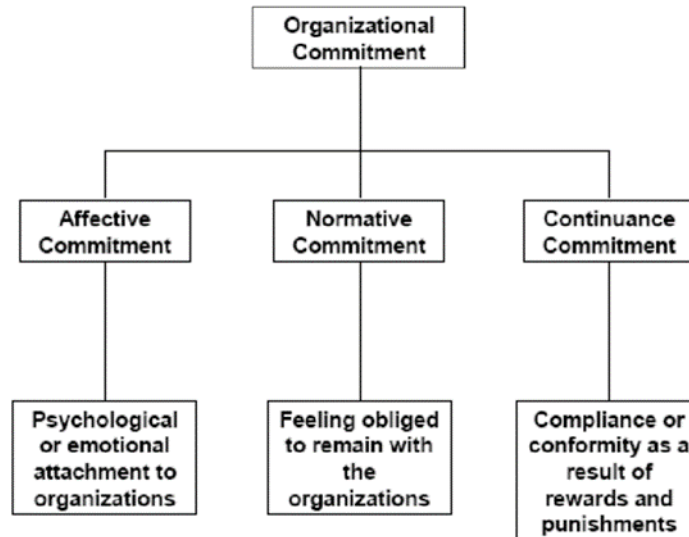 Organizational
Commitment
Affective
Commitment
Normative
Commitment
Continuance
Commitment
Psychological
or emotional
attachment to
organizations
Feeling obliged
to remain with
the
organizations
Compliance or
conformity as a
result of
rewards and
punishments